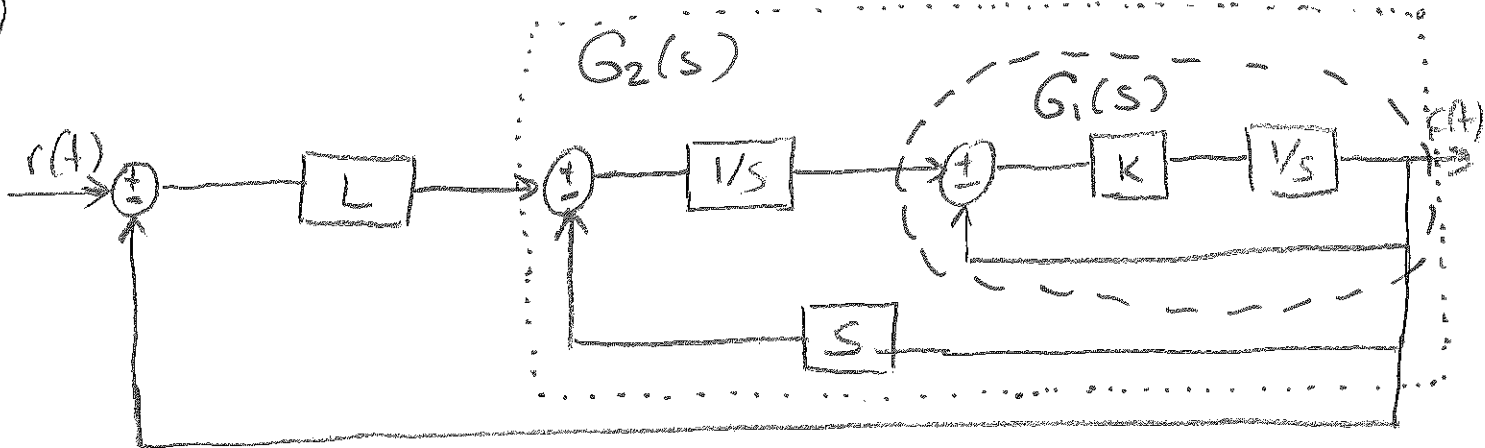 )
G₂(s)
G₁(s)
r(t)
+
-
L
+
-
1/s
+
-
K
1/s
S